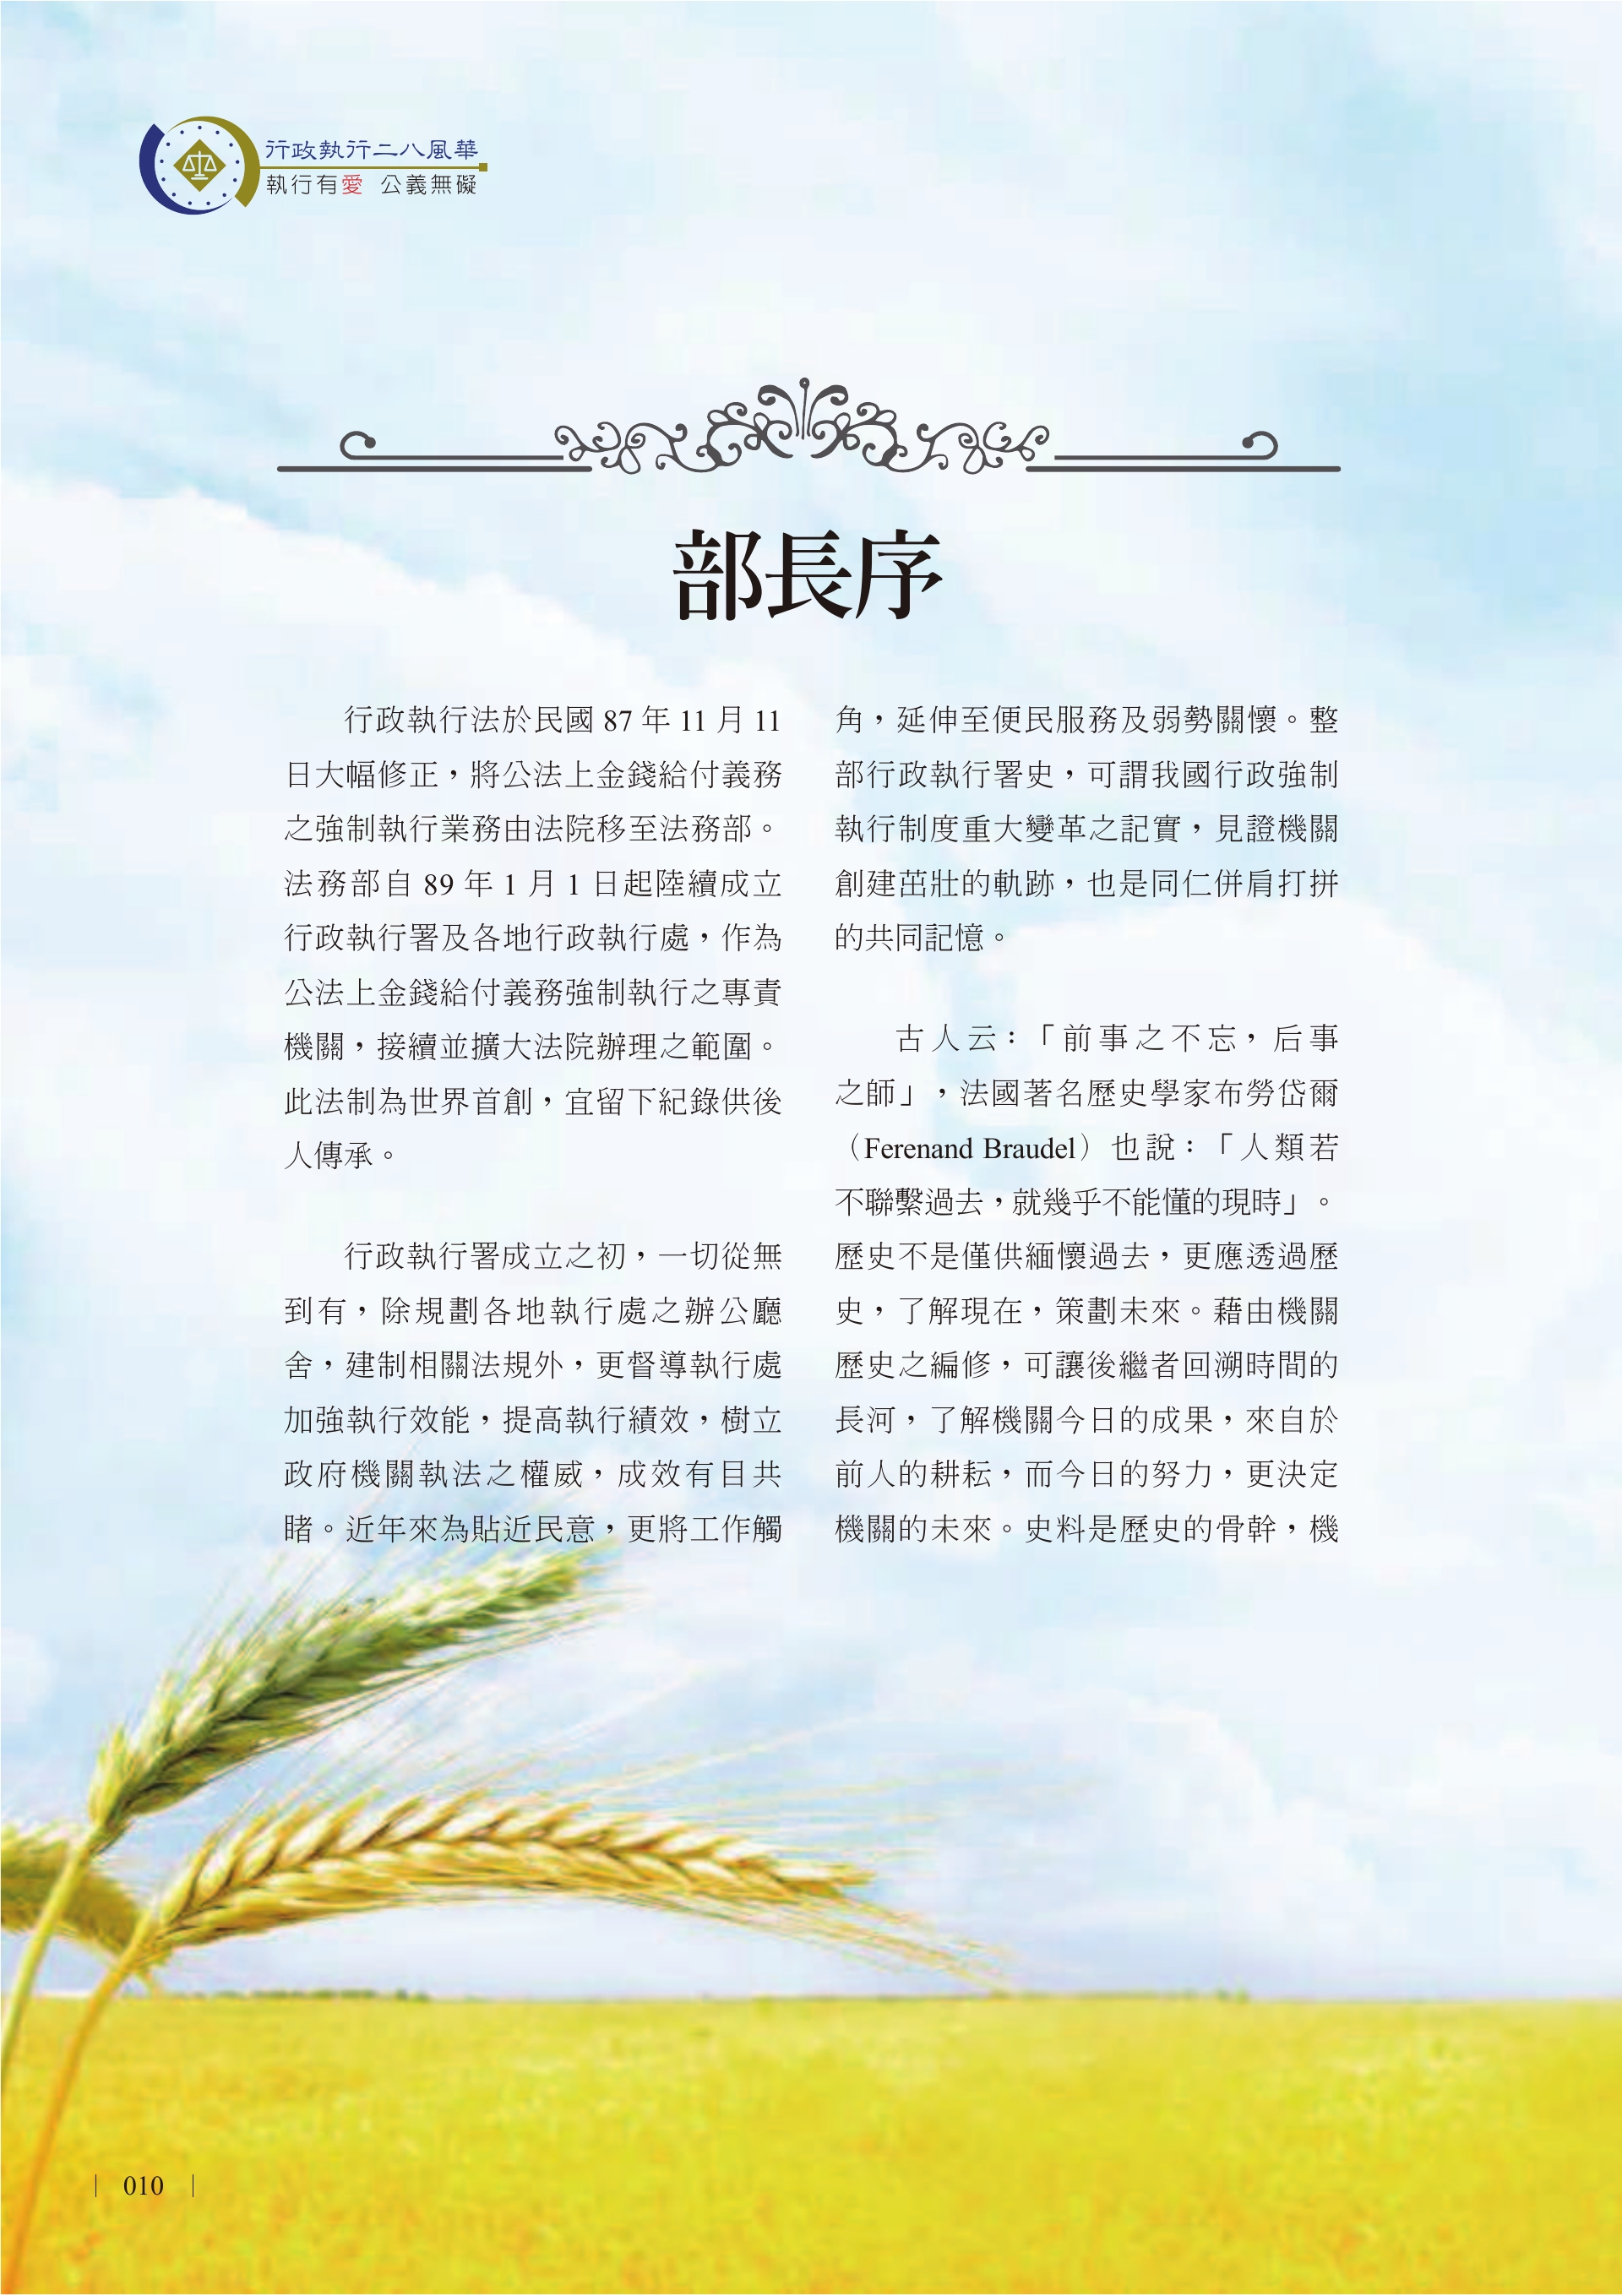 行政執行二八風華
執行有愛 公義無礙
部長序
行政執行法於民國 87 年 11 月 11
日大幅修正，將公法上金錢給付義務
之強制執行業務由法院移至法務部。
法務部自 89 年 1 月 1 日起陸續成立
行政執行署及各地行政執行處，作為
公法上金錢給付義務強制執行之專責
機關，接續並擴大法院辦理之範圍。
此法制為世界首創，宜留下紀錄供後
人傳承。
行政執行署成立之初，一切從無
到有，除規劃各地執行處之辦公廳
舍，建制相關法規外，更督導執行處
加強執行效能，提高執行績效，樹立
政府機關執法之權威，成效有目共
睹。近年來為貼近民意，更將工作觸
角，延伸至便民服務及弱勢關懷。整
部行政執行署史，可謂我國行政強制
執行制度重大變革之記實，見證機關
創建茁壯的軌跡，也是同仁併肩打拼
的共同記憶。
古人云：「前事之不忘，后事
之師」，法國著名歷史學家布勞岱爾
（Ferenand Braudel）也說：「人類若
不聯繫過去，就幾乎不能懂的現時」。
歷史不是僅供緬懷過去，更應透過歷
史，了解現在，策劃未來。藉由機關
歷史之編修，可讓後繼者回溯時間的
長河，了解機關今日的成果，來自於
前人的耕耘，而今日的努力，更決定
機關的未來。史料是歷史的骨幹，機
010